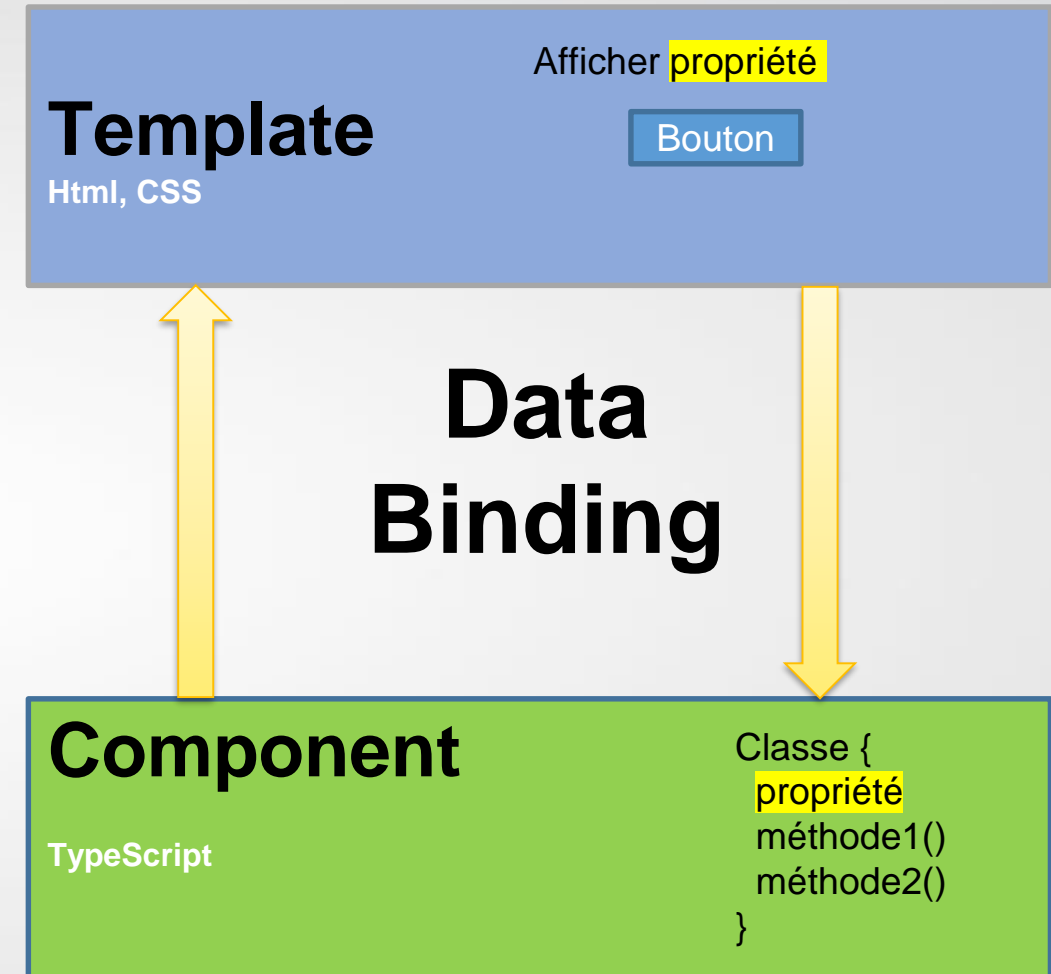 Afficher propriété
Template
Bouton
Html, CSS
Data
Binding
Component
TypeScript
Classe {
propriété
méthode1()
méthode2()
}